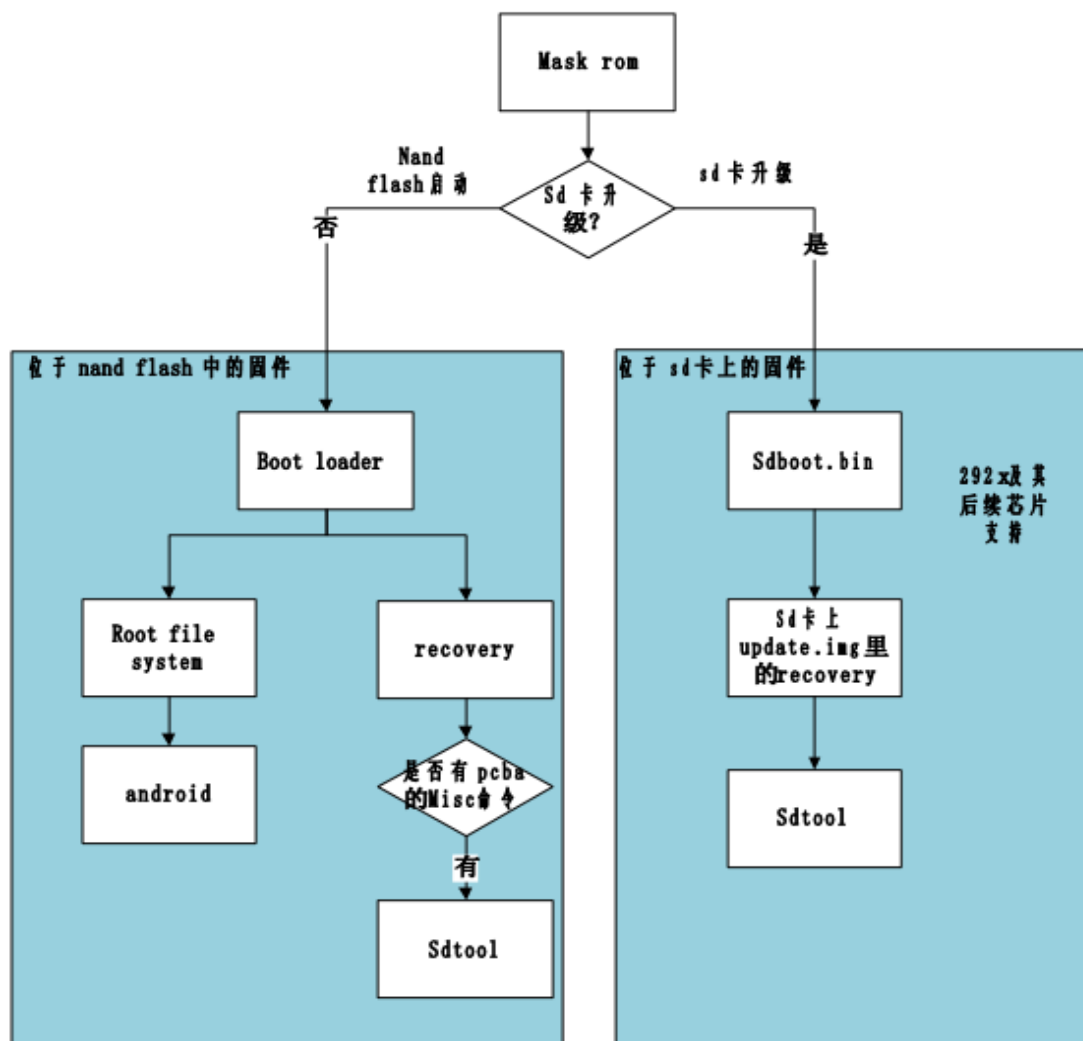 Mask rom
Nand
flash启动
sd卡升级
Sd 卡升
级?
否
是
位于 nand flash 中的固件
位于 sd卡上的固件
Boot loader
Sdboot.bin
292x及其
后续芯片
支持
Root file
system
recovery
Sd卡上
update.img里
的recovery
android
是否有pcba
的Misc命令
Sdtool
有
Sdtool